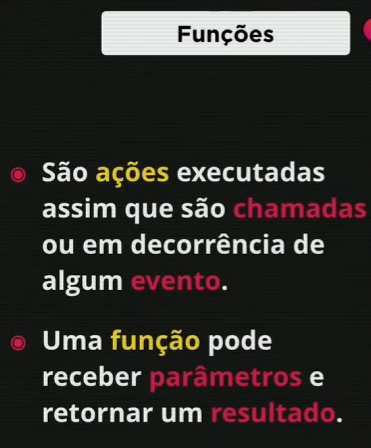 Funções
São ações executadas
assim que são chamadas
ou em decorrência de
algum evento.
Uma função pode
receber parâmetros e
retornar um resultado.